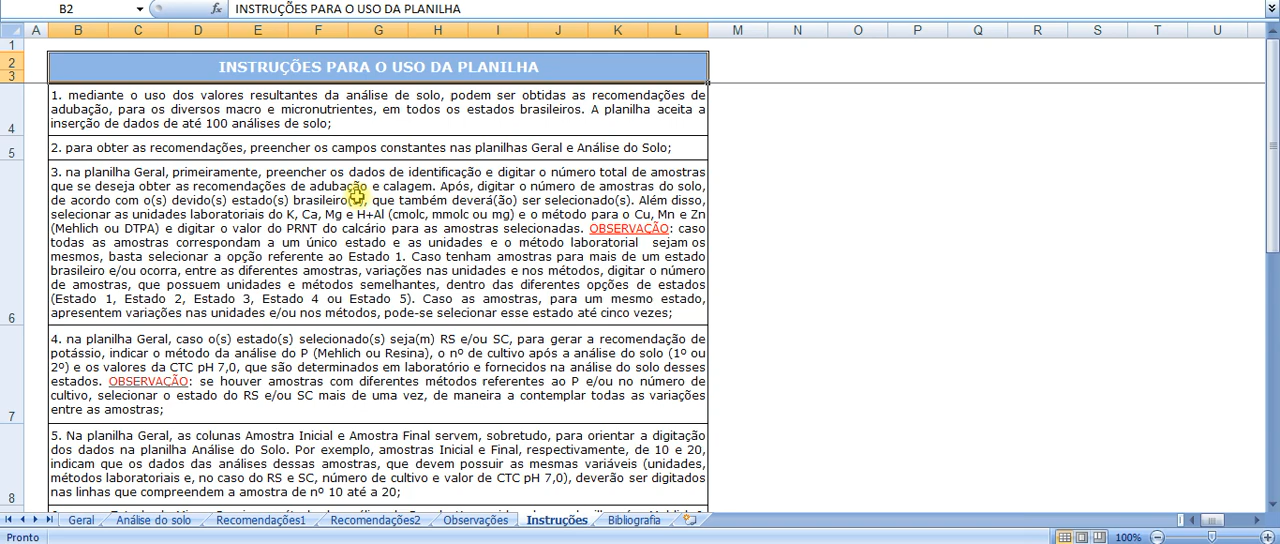 B2
fx
INSTRUÇÕES PARA O USO DA PLANILHA
A B C D E F G H I J K L M N O P Q R S T U
1
2
INSTRUÇÕES PARA O USO DA PLANILHA
3
1. mediante o uso dos valores resultantes da análise de solo, podem ser obtidas as recomendações de
adubação, para os diversos macro e micronutrientes, em todos os estados brasileiros. A planilha aceita a
inserção de dados de até 100 análises de solo;
4
2. para obter as recomendações, preencher os campos constantes nas planilhas Geral e Análise do Solo;
5
3. na planilha Geral, primeiramente, preencher os dados de identificação e digitar o número total de amostras
que se deseja obter as recomendações de adubação e calagem. Após, digitar o número de amostras do solo,
de acordo com o(s) devido(s) estado(s) brasileiro(s), que também deverá(ão) ser selecionado(s). Além disso,
selecionar as unidades laboratoriais do K, Ca, Mg e H+Al (cmolc, mmolc ou mg) e o método para o Cu, Mn e Zn
(Mehlich ou DTPA) e digitar o valor do PRNT do calcário para as amostras selecionadas. OBSERVAÇÃO: caso
todas as amostras correspondam a um único estado e as unidades e o método laboratorial sejam os
mesmos, basta selecionar a opção referente ao Estado 1. Caso tenham amostras para mais de um estado
brasileiro e/ou ocorra, entre as diferentes amostras, variações nas unidades e nos métodos, digitar o número
de amostras, que possuem unidades e métodos semelhantes, dentro das diferentes opções de estados
(Estado 1, Estado 2, Estado 3, Estado 4 ou Estado 5). Caso as amostras, para um mesmo estado,
apresentem variações nas unidades e/ou nos métodos, pode-se selecionar esse estado até cinco vezes;
6
4. na planilha Geral, caso o(s) estado(s) selecionado(s) seja(m) RS e/ou SC, para gerar a recomendação de
potássio, indicar o método da análise do P (Mehlich ou Resina), o nº de cultivo após a análise do solo (1º ou
2º) e os valores da CTC pH 7,0, que são determinados em laboratório e fornecidos na análise do solo desses
estados. OBSERVAÇÃO: se houver amostras com diferentes métodos referentes ao P e/ou no número de
cultivo, selecionar o estado do RS e/ou SC mais de uma vez, de maneira a contemplar todas as variações
entre as amostras;
7
5. Na planilha Geral, as colunas Amostra Inicial e Amostra Final servem, sobretudo, para orientar a digitação
dos dados na planilha Análise do Solo. Por exemplo, amostras Inicial e Final, respectivamente, de 10 e 20,
indicam que os dados das análises dessas amostras, que devem possuir as mesmas variáveis (unidades,
métodos laboratoriais e, no caso do RS e SC, número de cultivo e valor de CTC pH 7,0), deverão ser digitados
nas linhas que compreendem a amostra de nº 10 até a 20;
8
Geral Análise do solo Recomendações1 Recomendações2 Observações Instruções Bibliografia
Pronto
100%